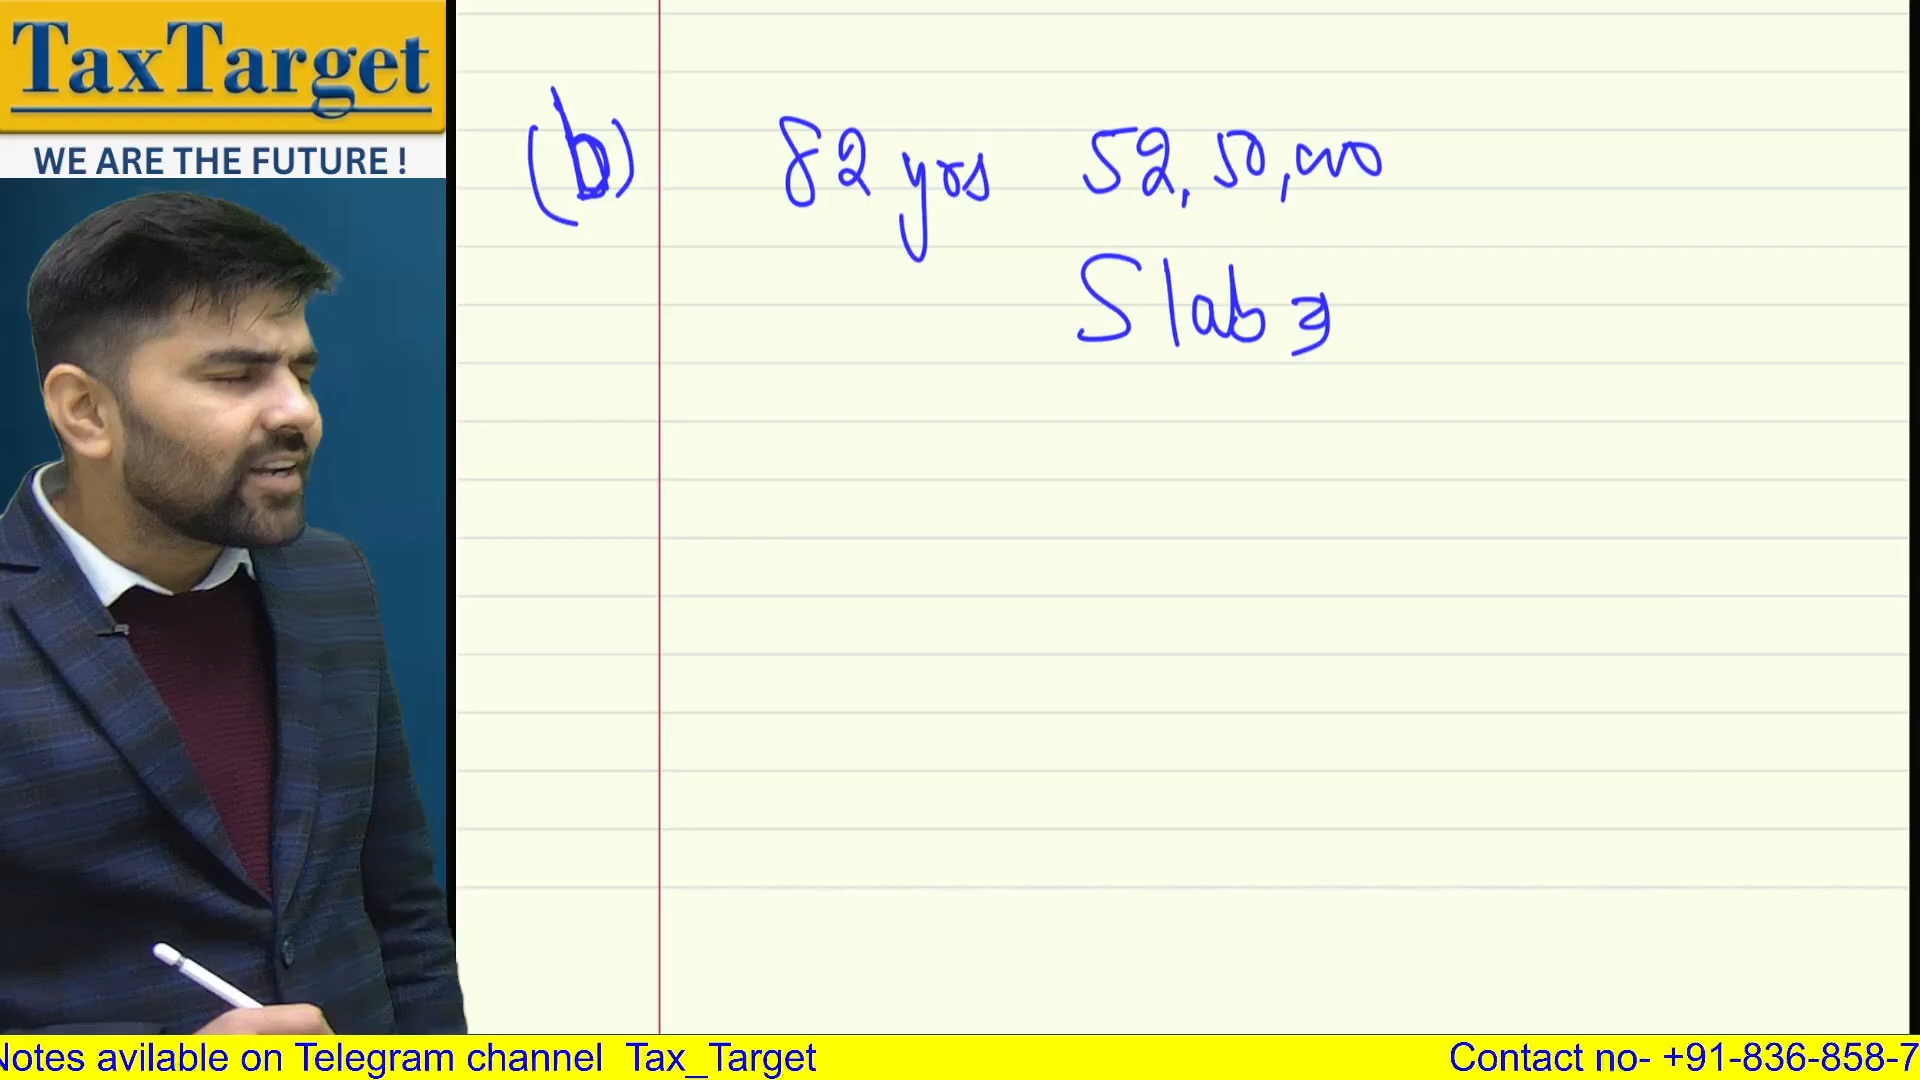 TaxTarget
WE ARE THE FUTURE !
(b) 82 yrs 52,50,000
Slab 3
Notes avilable on Telegram channel Tax_Target
Contact no- +91-836-858-7